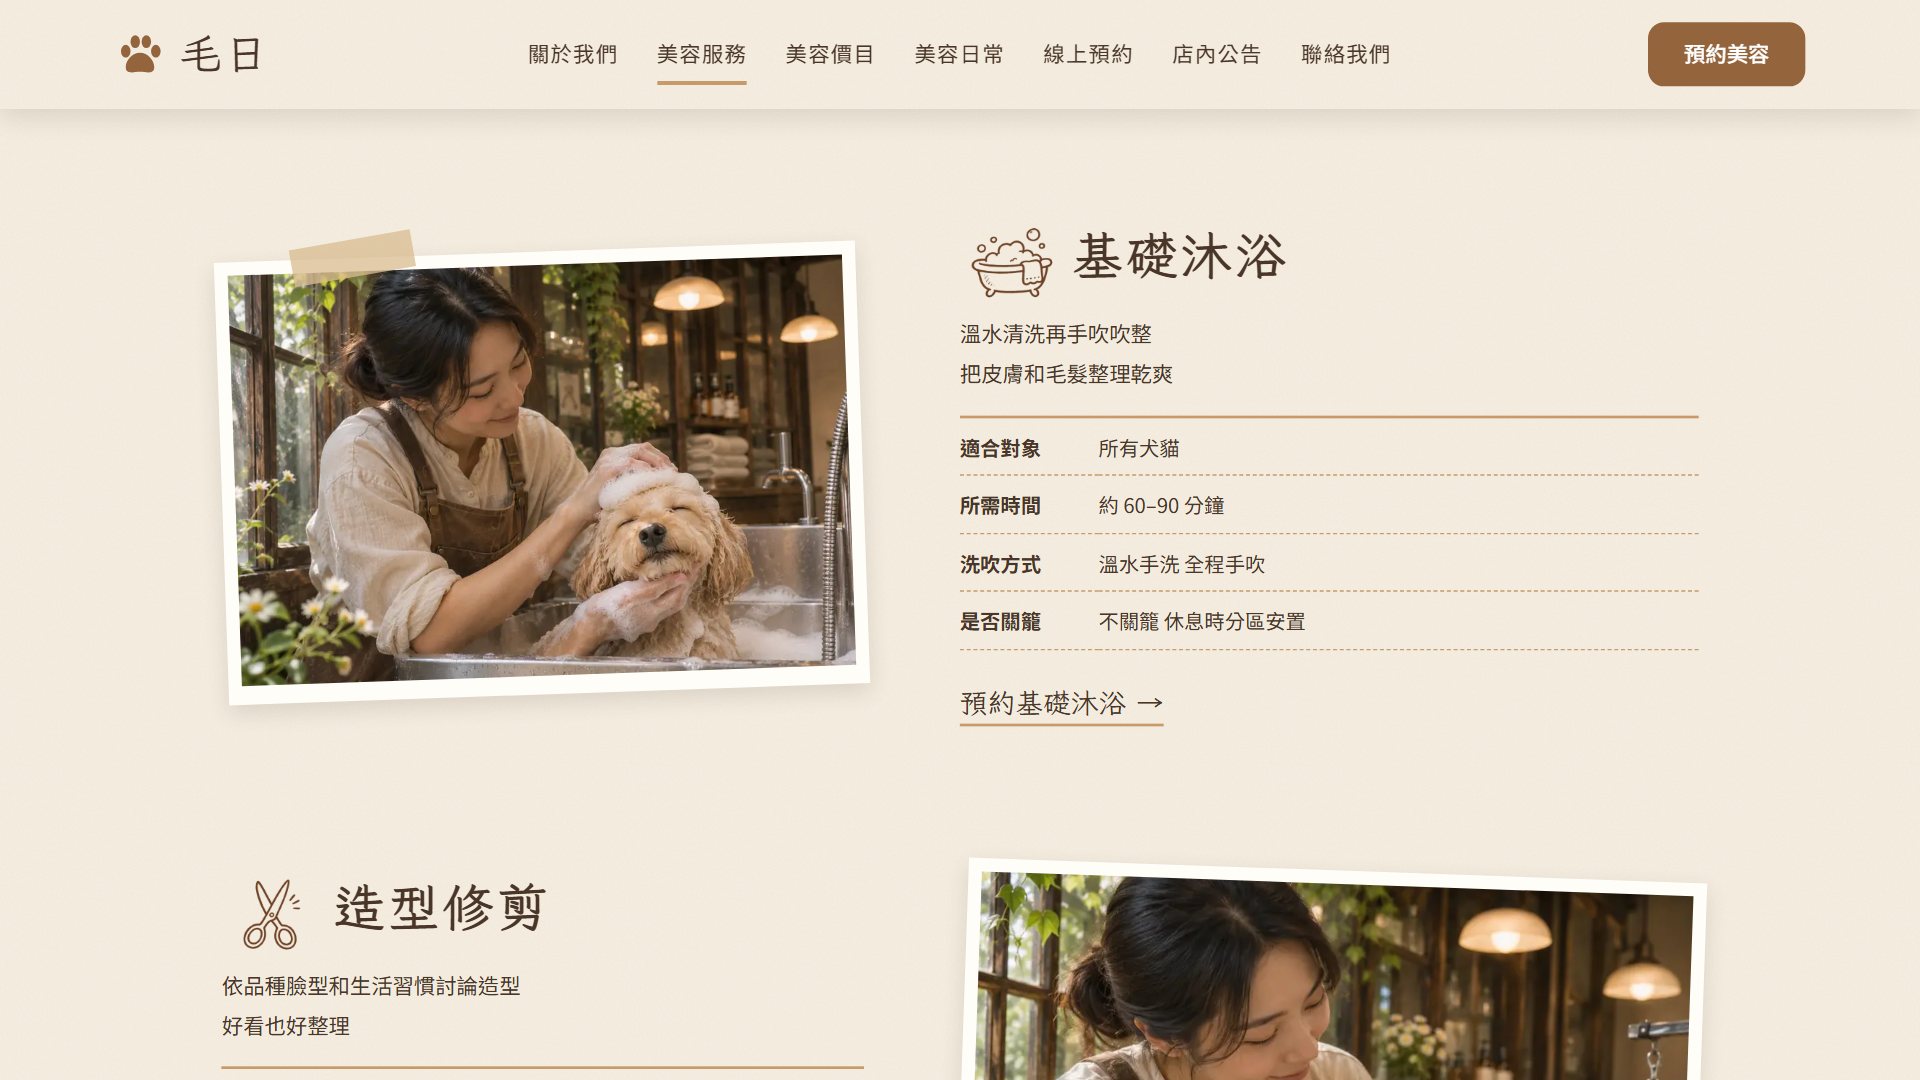 毛日
關於我們
美容服務
美容價目
美容日常
線上預約
店內公告
聯絡我們
預約美容
基礎沐浴
溫水清洗再手吹吹整
把皮膚和毛髮整理乾爽
適合對象 所有犬貓
所需時間 約 60–90 分鐘
洗吹方式 溫水手洗 全程手吹
是否關籠 不關籠 休息時分區安置
預約基礎沐浴 →
造型修剪
依品種臉型和生活習慣討論造型
好看也好整理